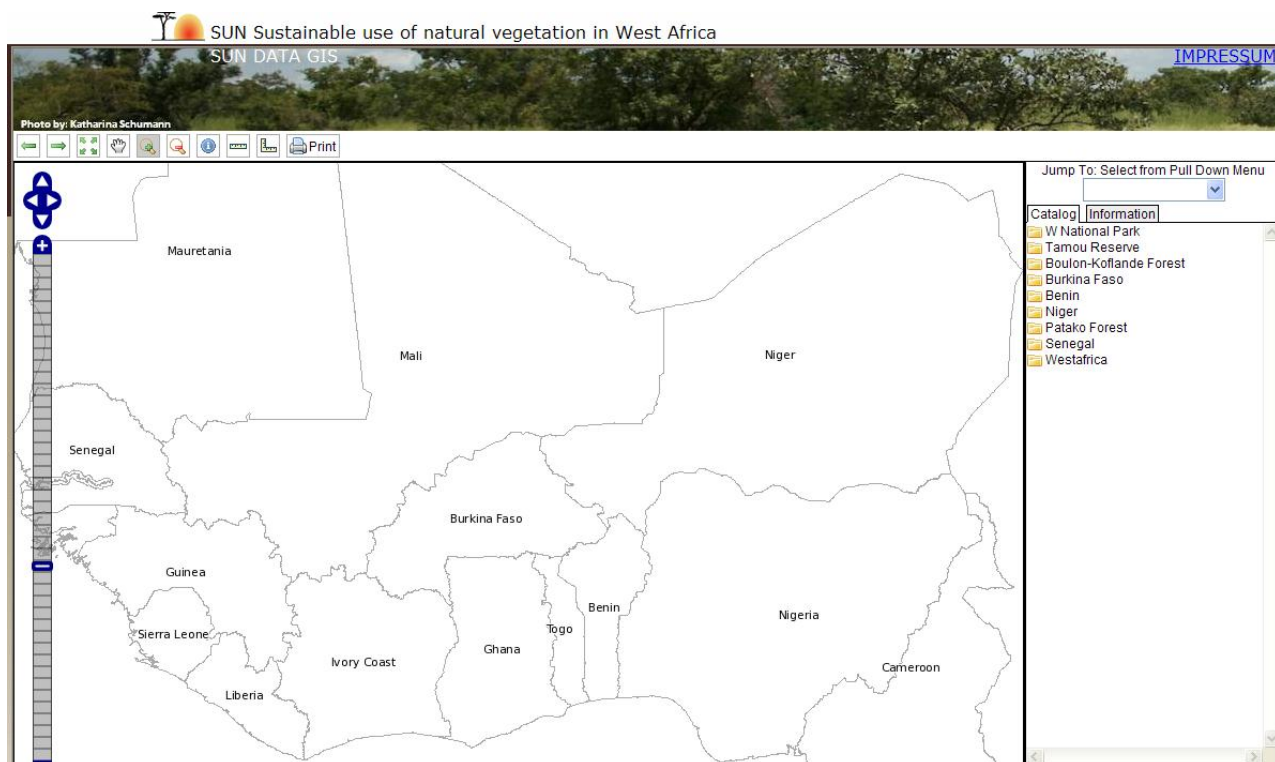 SUN Sustainable use of natural vegetation in West Africa
SUN DATA GIS
IMPRESSUM
Photo by: Katharina Schumann
Print
Jump To: Select from Pull Down Menu
Catalog Information
W National Park
Tamou Reserve
Boulon-Koflande Forest
Burkina Faso
Benin
Niger
Patako Forest
Senegal
Westafrica
Mauretania
Mali
Niger
Senegal
Burkina Faso
Guinea
Benin
Nigeria
Togo
Sierra Leone
Ghana
Ivory Coast
Cameroon
Liberia